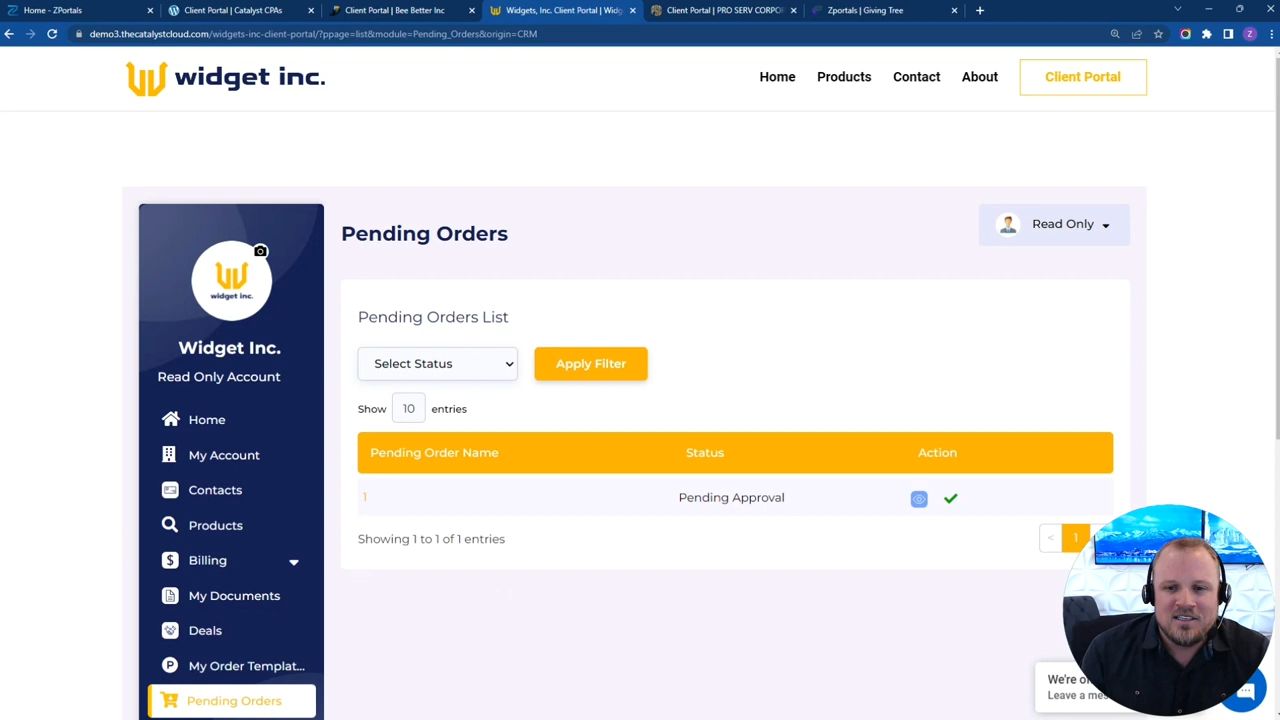 Home - ZPortals
Client Portal | Catalyst CPAs
Client Portal | Bee Better Inc
Widgets, Inc. Client Portal | Widg
Client Portal | PRO SERV CORPOR
Zportals | Giving Tree
demo3.thecatalystcloud.com/widgets-inc-client-portal/?ppage=list&module=Pending_Orders&origin=CRM
Z
widget inc.
Home
Products
Contact
About
Client Portal
widget inc.
Widget Inc.
Read Only Account
Home
My Account
Contacts
Products
Billing
My Documents
Deals
P My Order Templat...
Pending Orders
Pending Orders
Read Only
Pending Orders List
Select Status
Apply Filter
Show 10 entries
Pending Order Name Status Action
1 Pending Approval
Showing 1 to 1 of 1 entries
< 1
We're o
Leave a mes